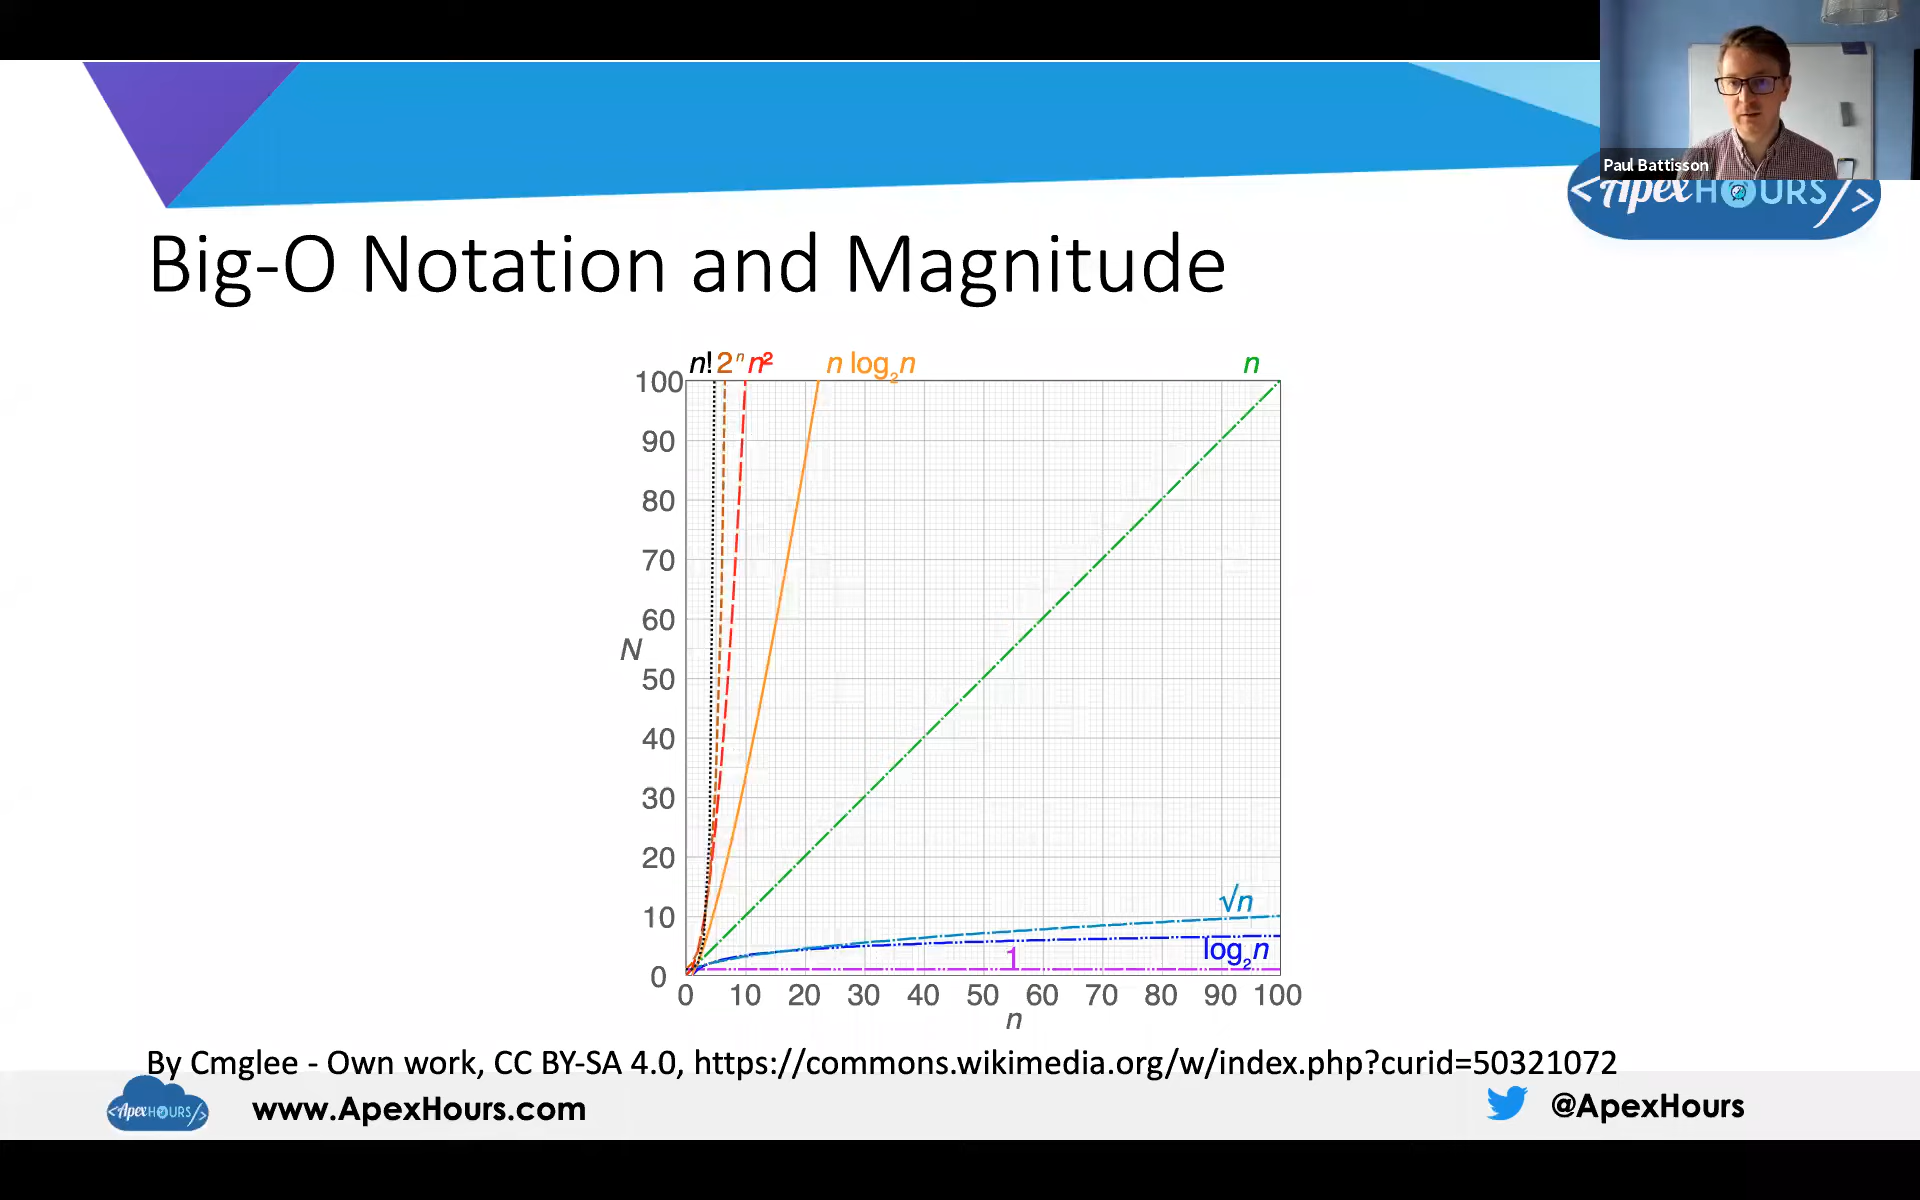 Paul Battisson
<ApexHOURS/>
Big-O Notation and Magnitude
n! 2ⁿ n² n log₂n n
100
90
80
70
60
N
50
40
30
20
√n
10
log₂n
1
0
0 10 20 30 40 50 60 70 80 90 100
n
By Cmglee - Own work, CC BY-SA 4.0, https://commons.wikimedia.org/w/index.php?curid=50321072
<ApexHOURS/> www.ApexHours.com @ApexHours